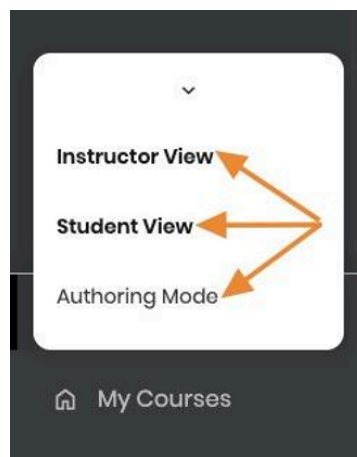 Instructor View
Student View
Authoring Mode
My Courses